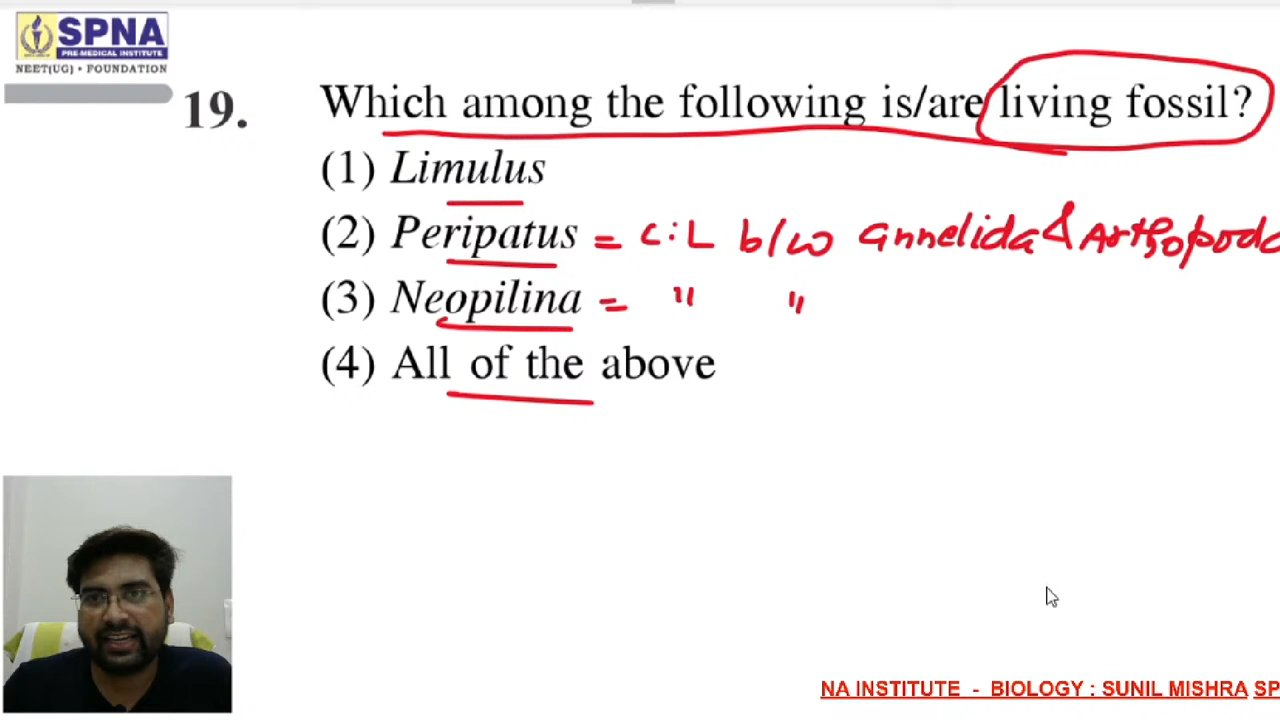 SPNA
PRE-MEDICAL INSTITUTE
NEET(UG) • FOUNDATION
19. Which among the following is/are living fossil?
(1) Limulus
(2) Peripatus = C:L b/w annelida & Arthopoda
(3) Neopilina = " "
(4) All of the above
NA INSTITUTE - BIOLOGY : SUNIL MISHRA SP